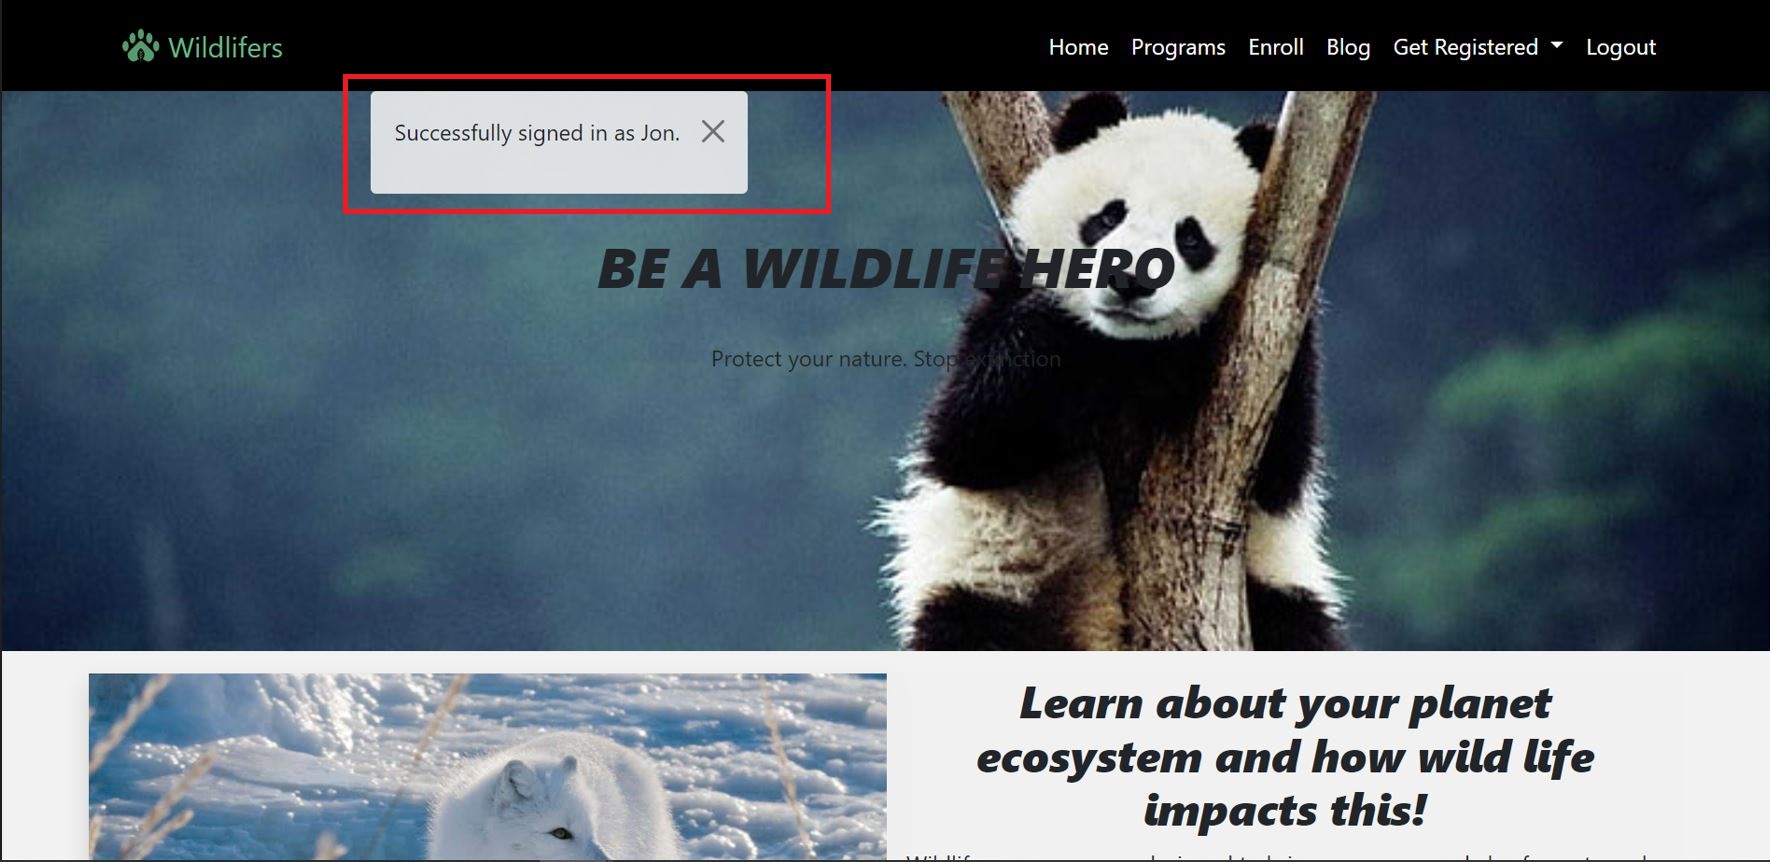 Wildlifers
Home Programs Enroll Blog Get Registered Logout
Successfully signed in as Jon.
BE A WILDLIFE HERO
Protect your nature. Stop extinction
Learn about your planet
ecosystem and how wild life
impacts this!